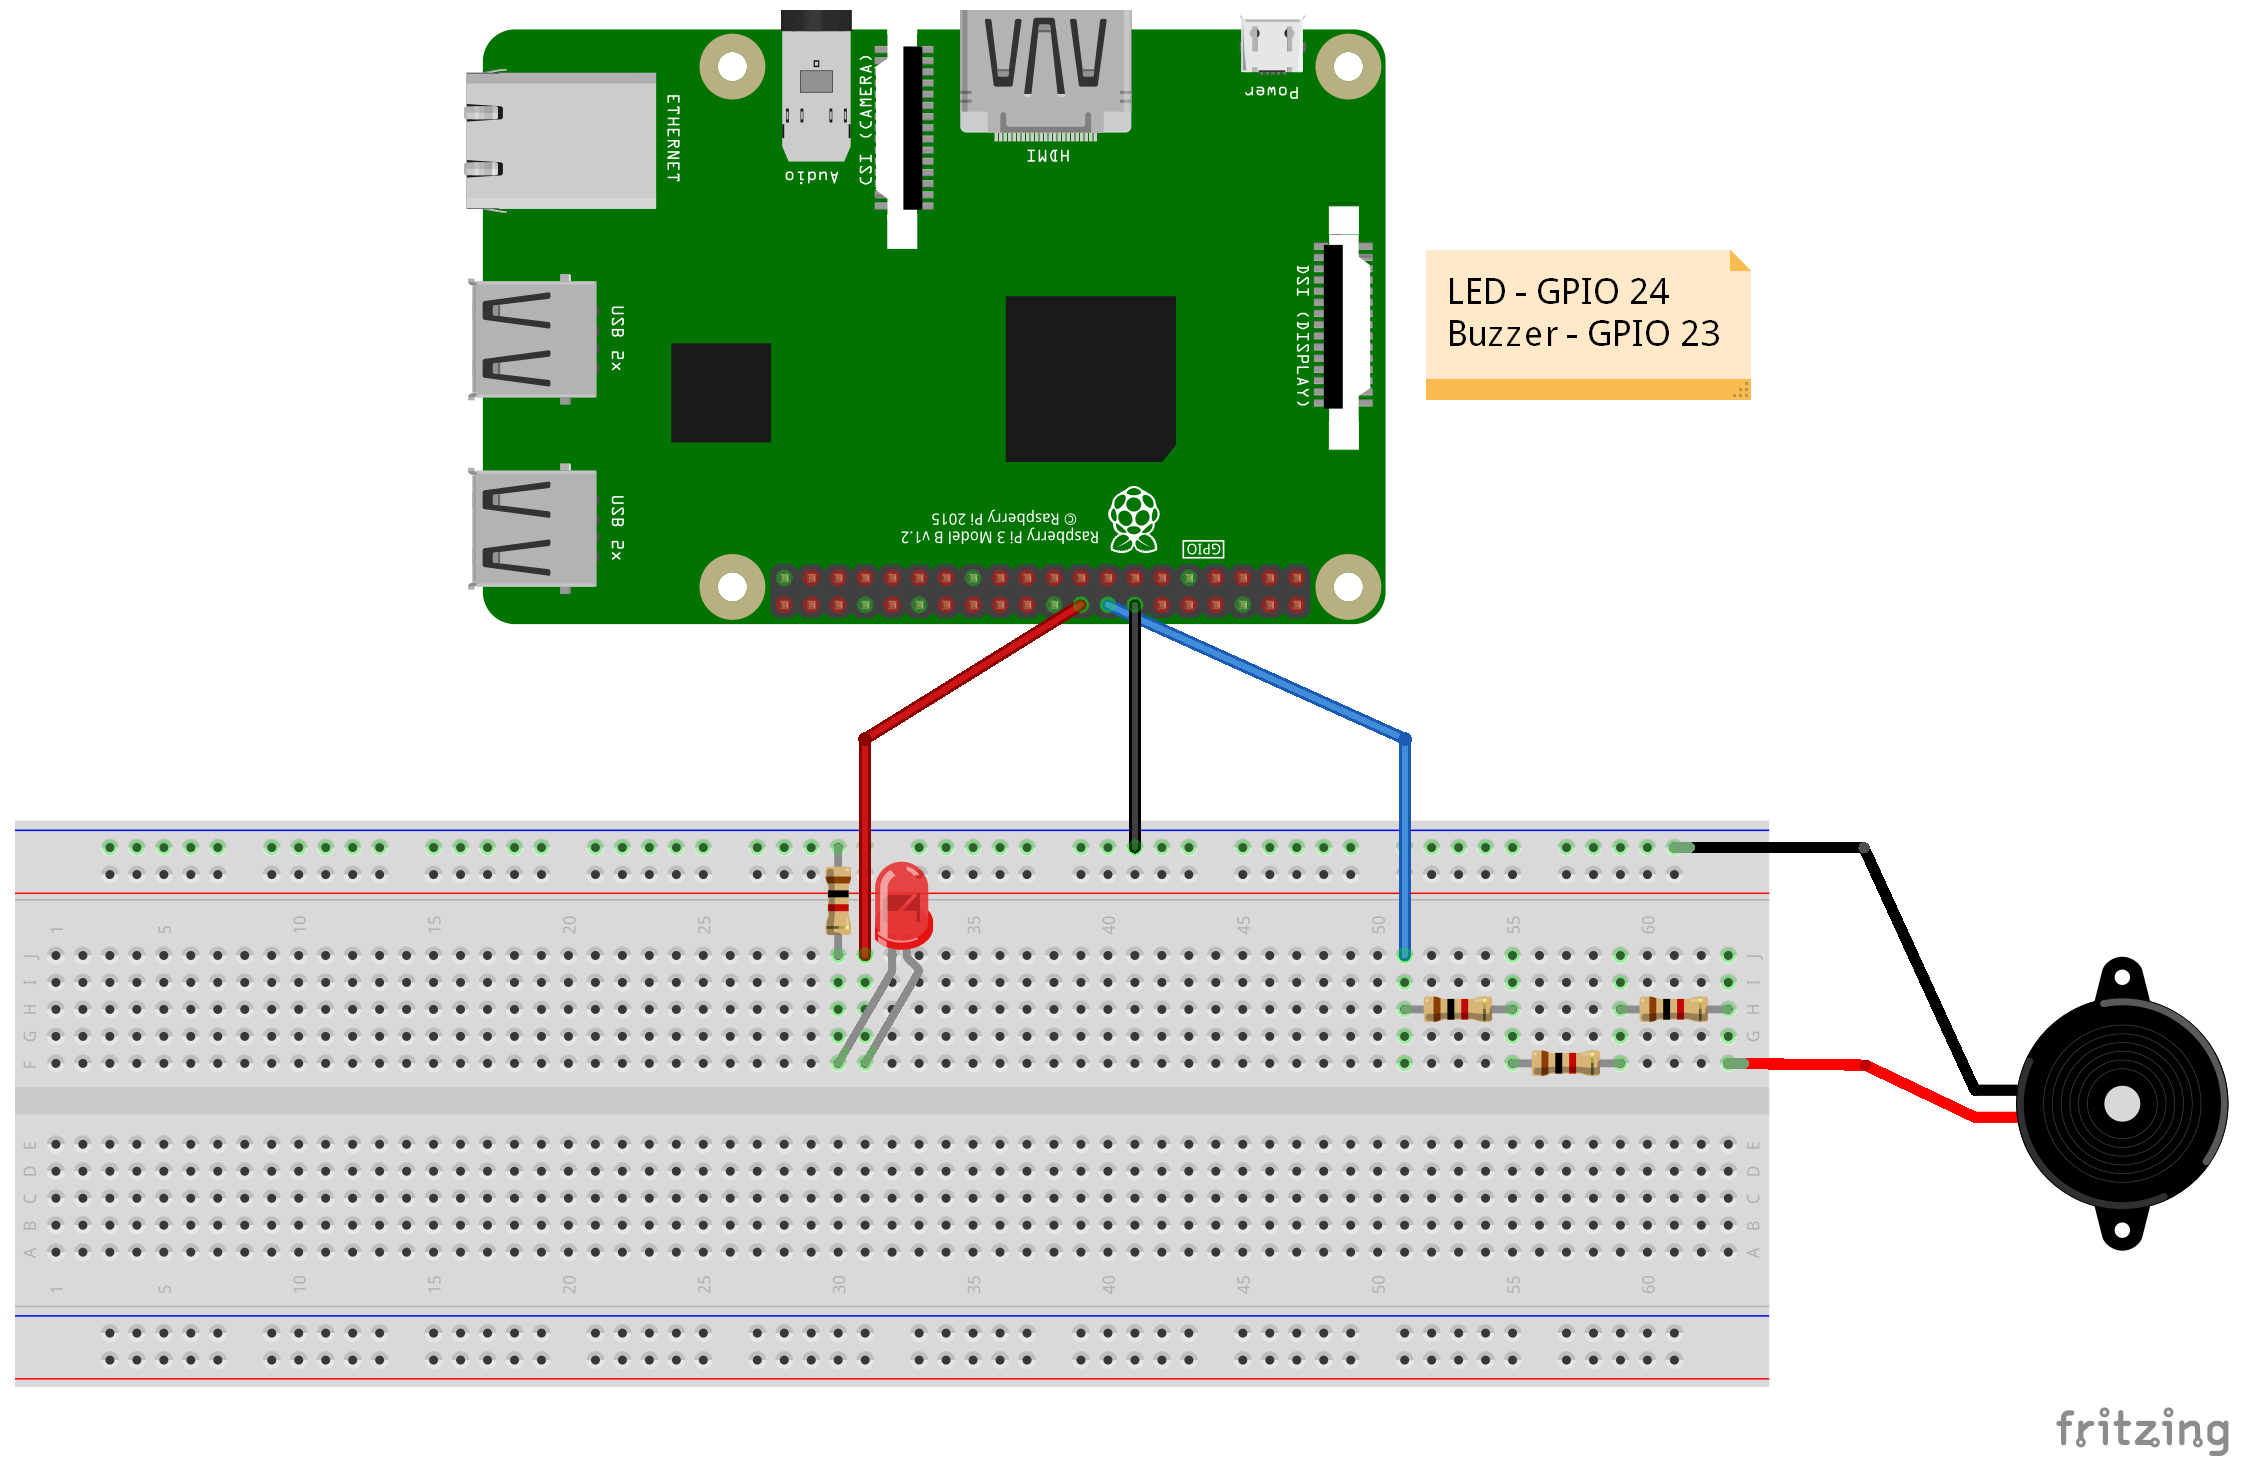 ETHERNET
Audio
CSI (CAMERA)
HDMI
Power
DSI (DISPLAY)
USB 2x
USB 2x
Raspberry Pi 3 Model B v1.2
© Raspberry Pi 2015
GPIO
LED - GPIO 24
Buzzer - GPIO 23
1 5 10 15 20 25 35 40 45 50 55 60
J J
I I
H H
G G
F F
E E
D D
C C
B B
A A
1 5 10 15 20 25 30 35 40 45 50 55 60
fritzing